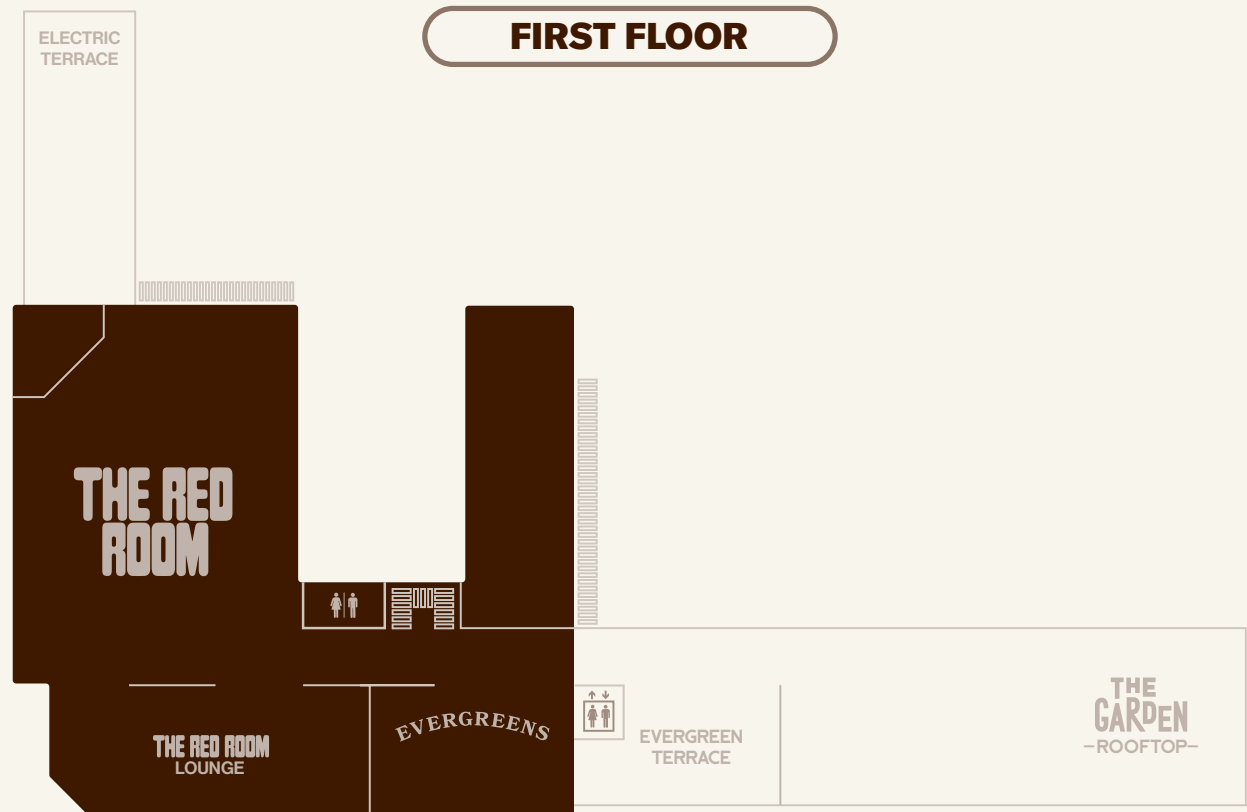 FIRST FLOOR
ELECTRIC
TERRACE
THE RED
ROOM
THE RED ROOM
LOUNGE
EVERGREENS
EVERGREEN
TERRACE
THE
GARDEN
-ROOFTOP-